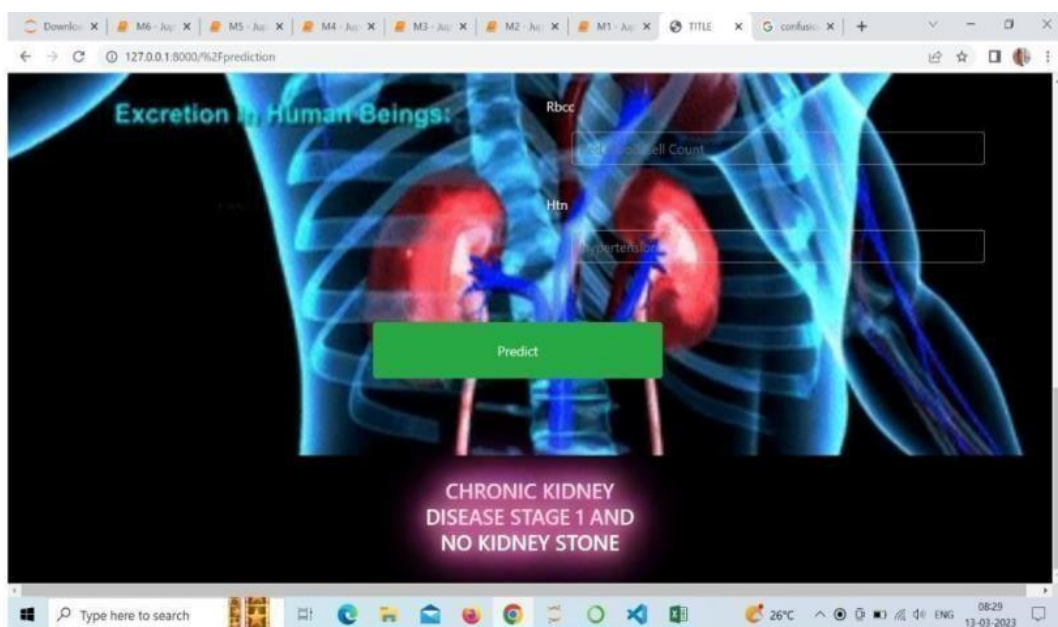 Downlo
M6 - Jup
M5 - Jup
M4 - Jup
M3 - Jup
M2 - Jup
M1 - Jup
TITLE
confusio
127.0.0.1:8000/%2Fprediction
Excretion In Human Beings:
Rbcc
Cell Count
Htn
Hypertension
Predict
CHRONIC KIDNEY
DISEASE STAGE 1 AND
NO KIDNEY STONE
Type here to search
26°C
ENG
08:29
13-03-2023